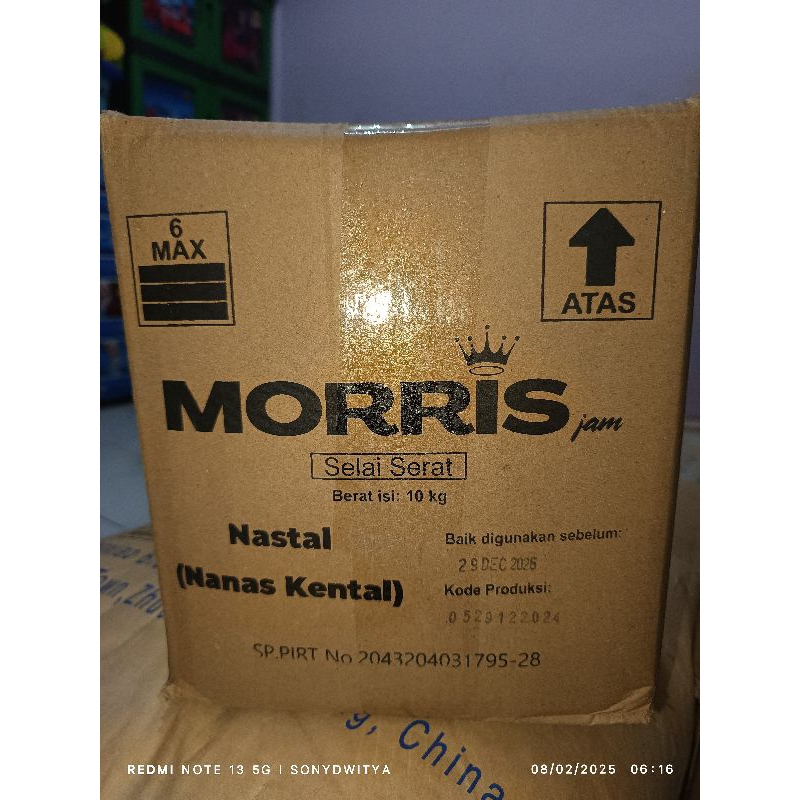 6
MAX
ATAS
MORRIS jam
Selai Serat
Berat isi: 10 kg
Nastal
(Nanas Kental)
Baik digunakan sebelum:
29 DEC 2026
Kode Produksi:
0529122024
SP.PIRT No 2043204031795-28
Town, Zhu
China
REDMI NOTE 13 5G | SONYDWITYA
08/02/2025 06:16